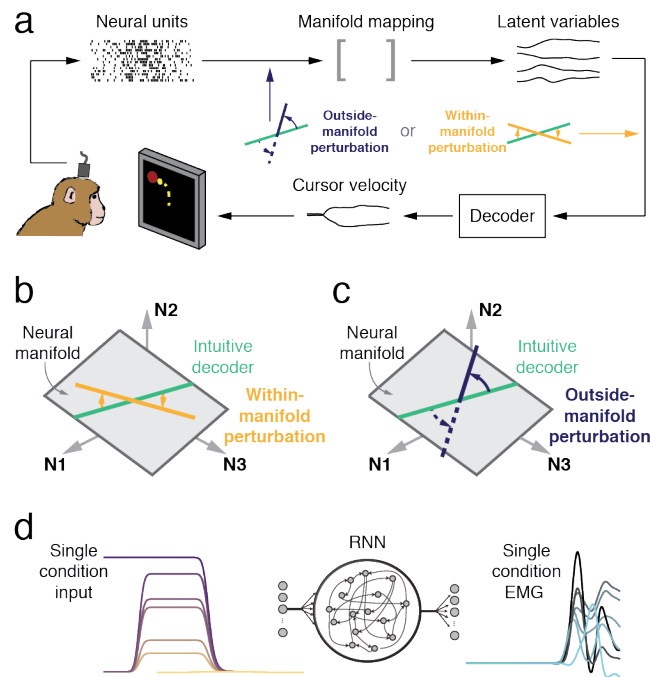 a
Neural units
Manifold mapping
Latent variables
Outside-
manifold
perturbation
or
Within-
manifold
perturbation
Cursor velocity
Decoder
b
N2
Neural
manifold
Intuitive
decoder
Within-
manifold
perturbation
N1
N3
c
N2
Neural
manifold
Intuitive
decoder
Outside-
manifold
perturbation
N1
N3
d
Single
condition
input
RNN
Single
condition
EMG